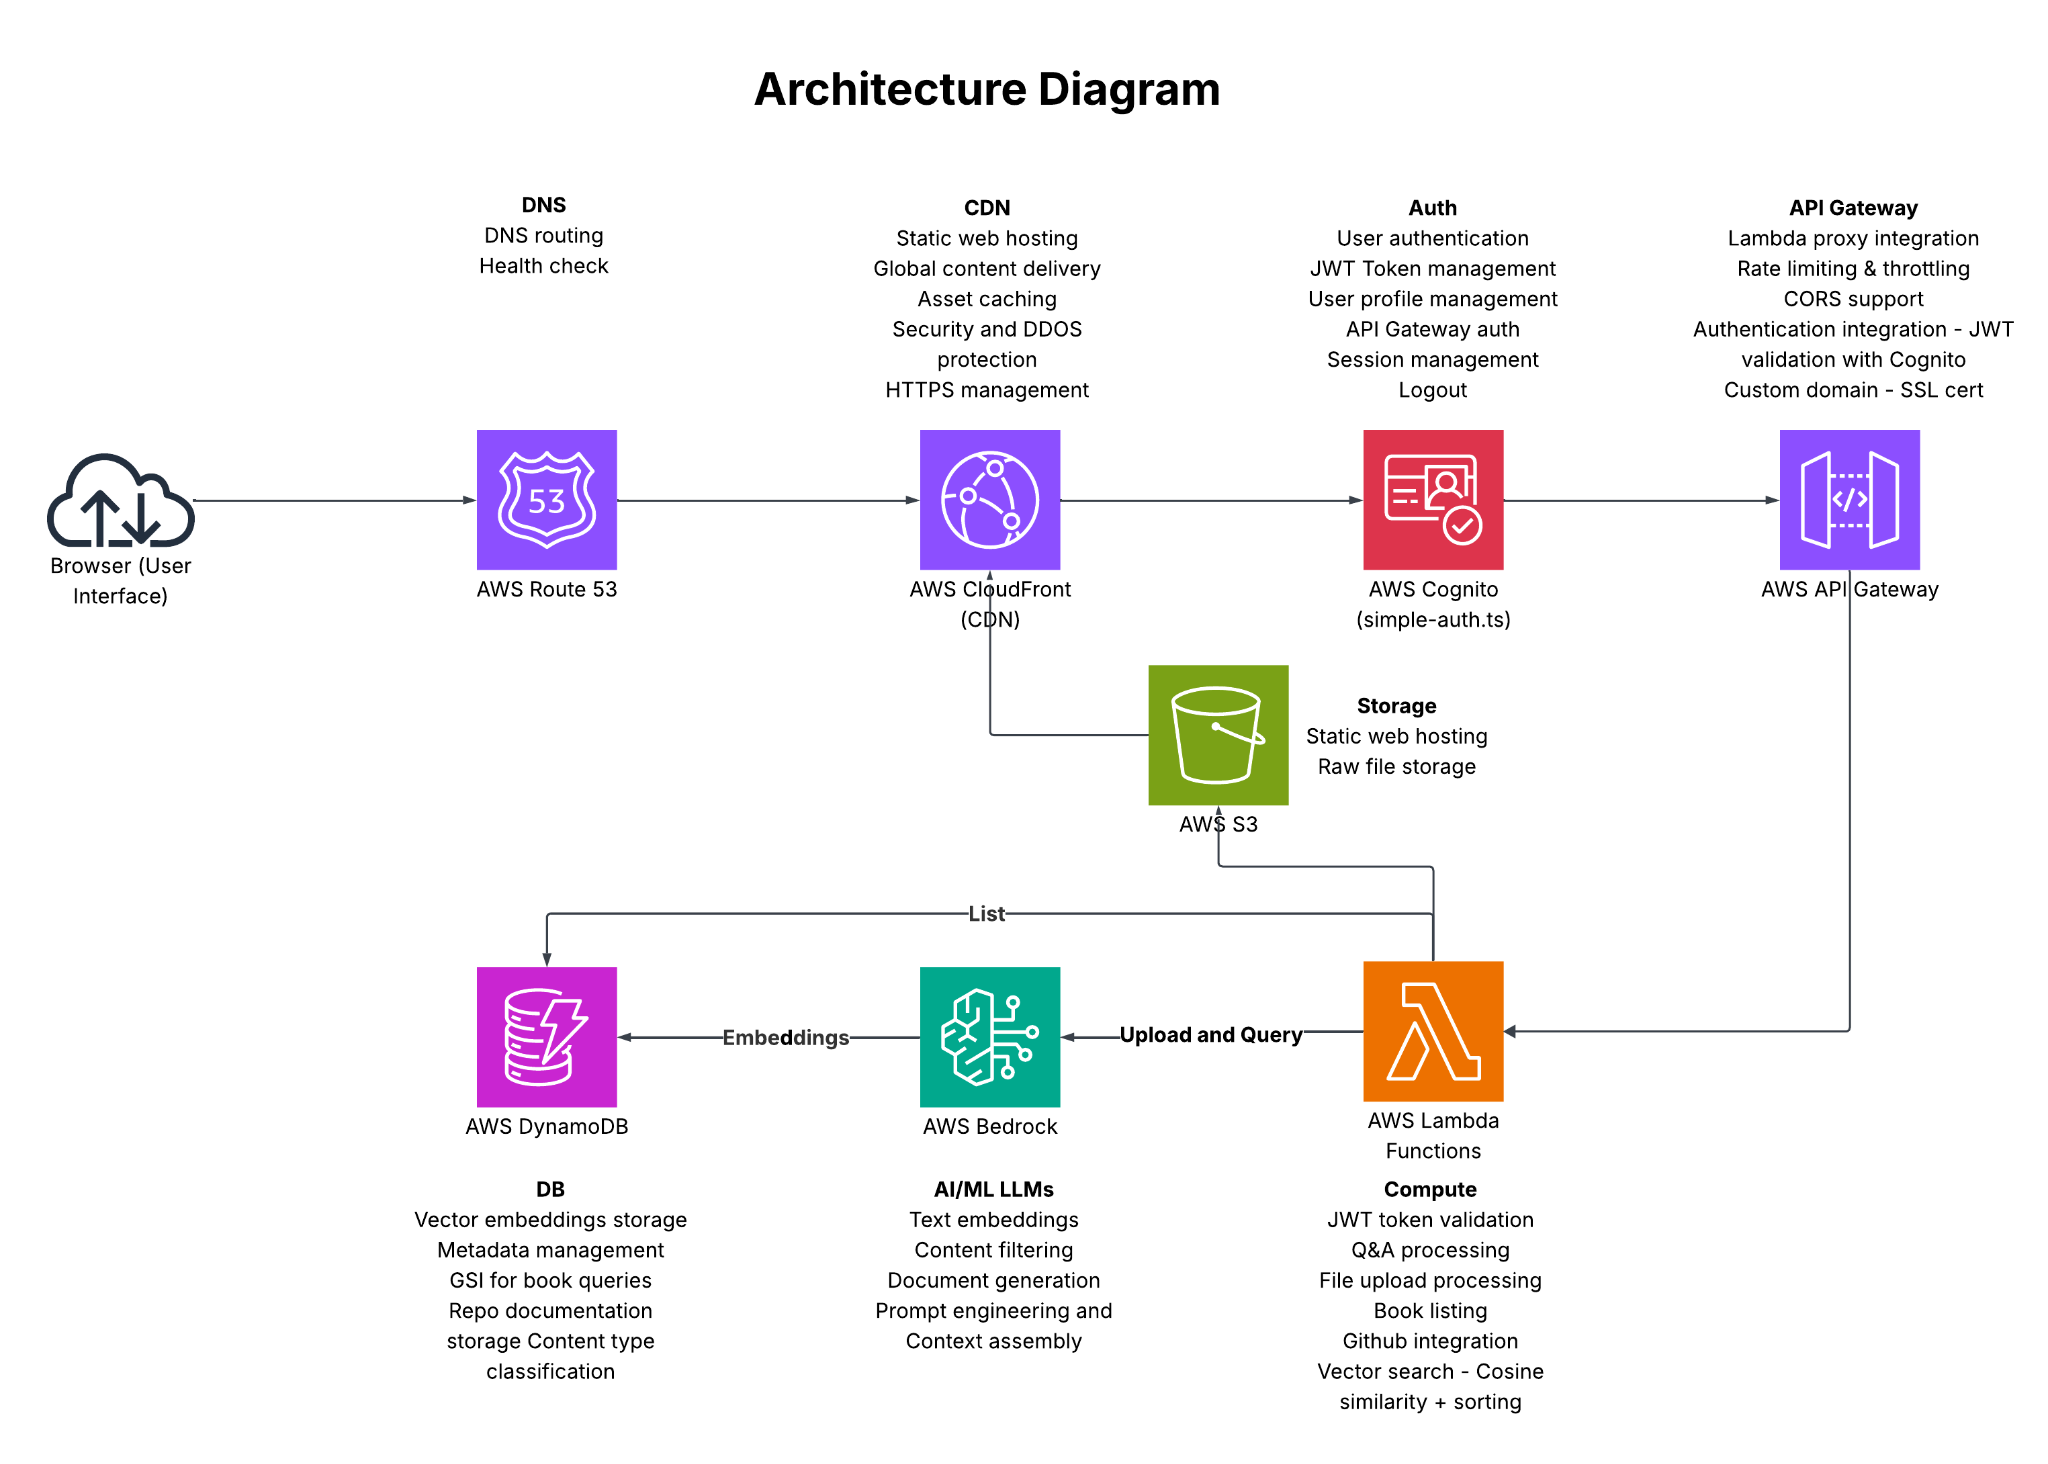 Architecture Diagram
DNS
DNS routing
Health check
CDN
Static web hosting
Global content delivery
Asset caching
Security and DDOS
protection
HTTPS management
Auth
User authentication
JWT Token management
User profile management
API Gateway auth
Session management
Logout
API Gateway
Lambda proxy integration
Rate limiting & throttling
CORS support
Authentication integration - JWT
validation with Cognito
Custom domain - SSL cert
53
Browser (User
Interface)
AWS Route 53
AWS CloudFront
(CDN)
AWS Cognito
(simple-auth.ts)
AWS API Gateway
Storage
Static web hosting
Raw file storage
AWS S3
List
Embeddings
Upload and Query
AWS DynamoDB
AWS Bedrock
AWS Lambda
Functions
DB
Vector embeddings storage
Metadata management
GSI for book queries
Repo documentation
storage Content type
classification
AI/ML LLMs
Text embeddings
Content filtering
Document generation
Prompt engineering and
Context assembly
Compute
JWT token validation
Q&A processing
File upload processing
Book listing
Github integration
Vector search - Cosine
similarity + sorting